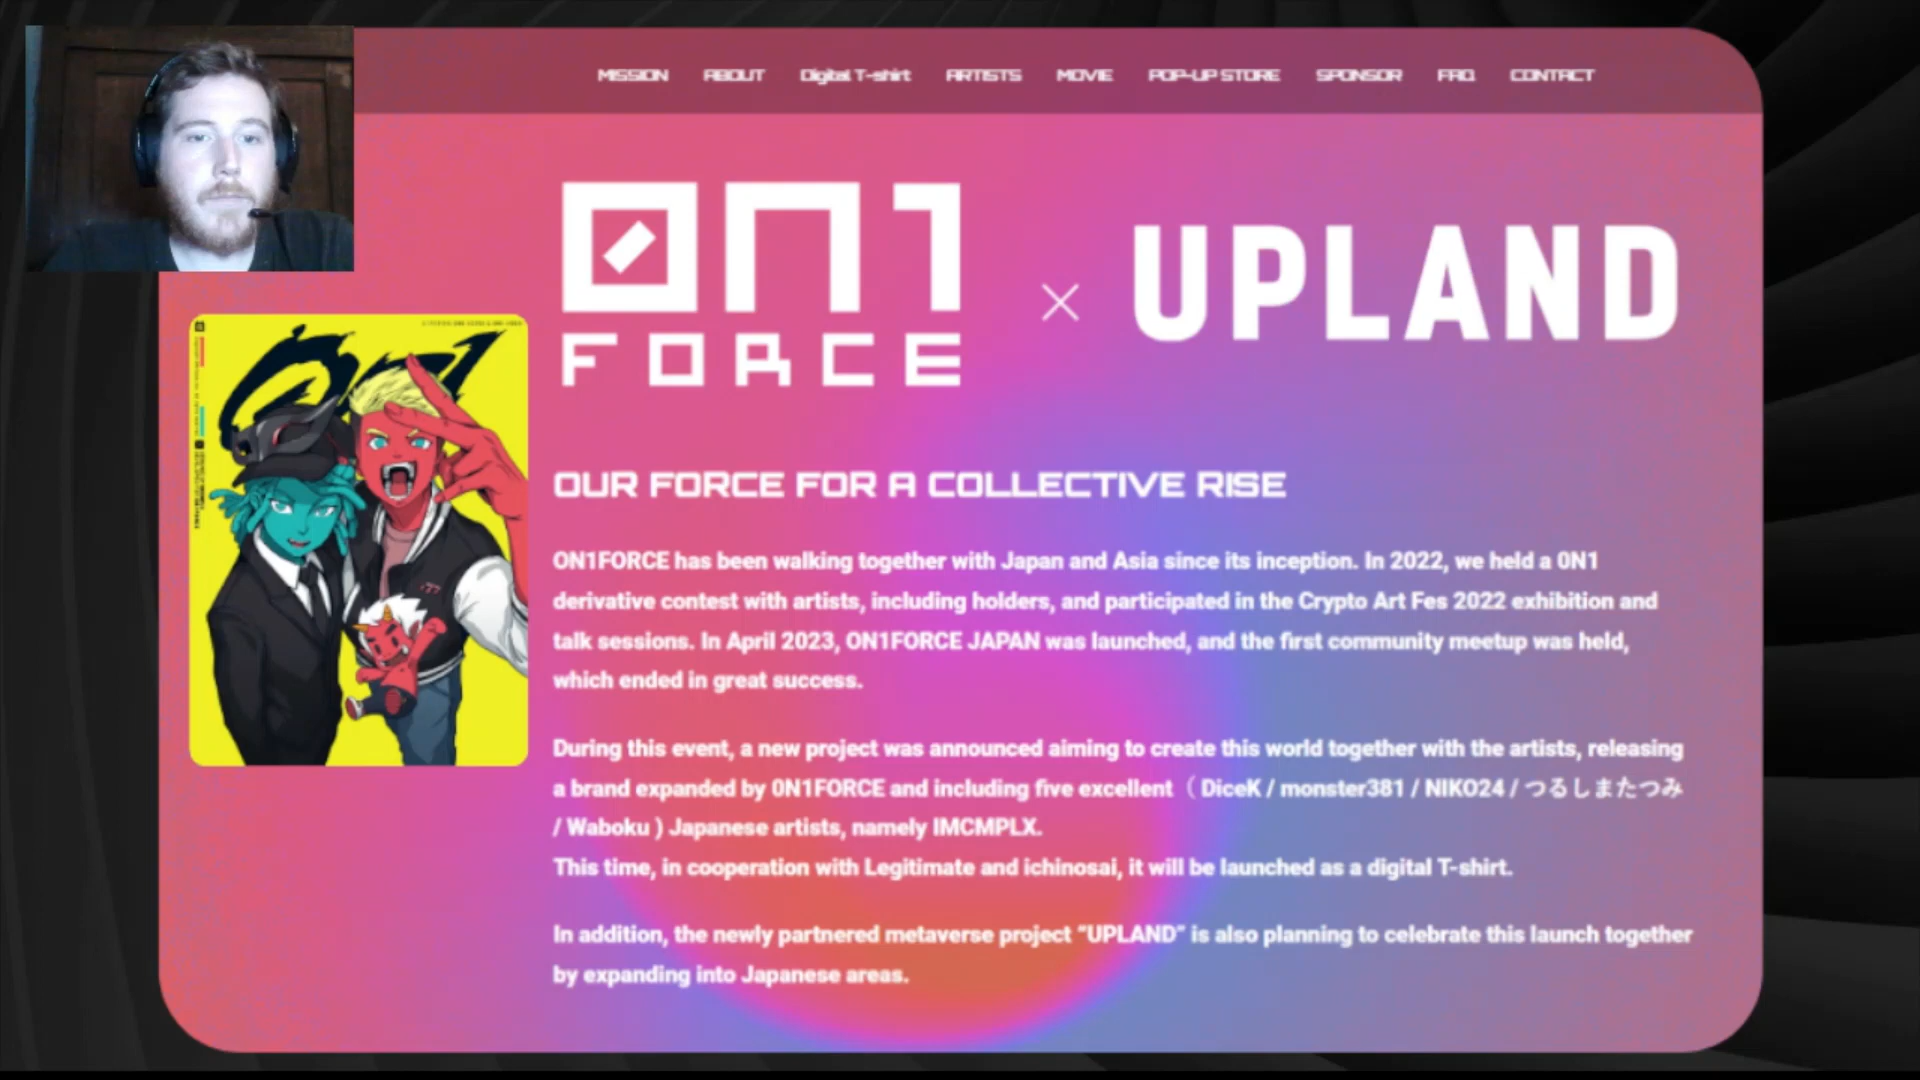 MISSION ABOUT Digital T-shirt ARTISTS MOVIE POP-UP STORE SPONSOR FAQ CONTACT
0N1
FORCE
× UPLAND
OUR FORCE FOR A COLLECTIVE RISE
ON1FORCE has been walking together with Japan and Asia since its inception. In 2022, we held a 0N1
derivative contest with artists, including holders, and participated in the Crypto Art Fes 2022 exhibition and
talk sessions. In April 2023, ON1FORCE JAPAN was launched, and the first community meetup was held,
which ended in great success.
During this event, a new project was announced aiming to create this world together with the artists, releasing
a brand expanded by 0N1FORCE and including five excellent （ DiceK / monster381 / NIKO24 / つるしまたつみ
/ Waboku ) Japanese artists, namely IMCMPLX.
This time, in cooperation with Legitimate and ichinosai, it will be launched as a digital T-shirt.
In addition, the newly partnered metaverse project “UPLAND” is also planning to celebrate this launch together
by expanding into Japanese areas.